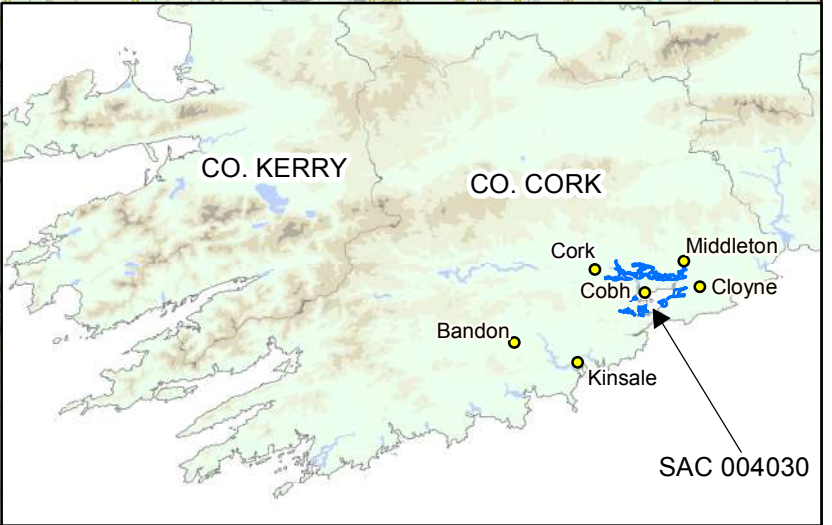 CO. KERRY
CO. CORK
Cork
Middleton
Cobh
Cloyne
Bandon
Kinsale
SAC 004030